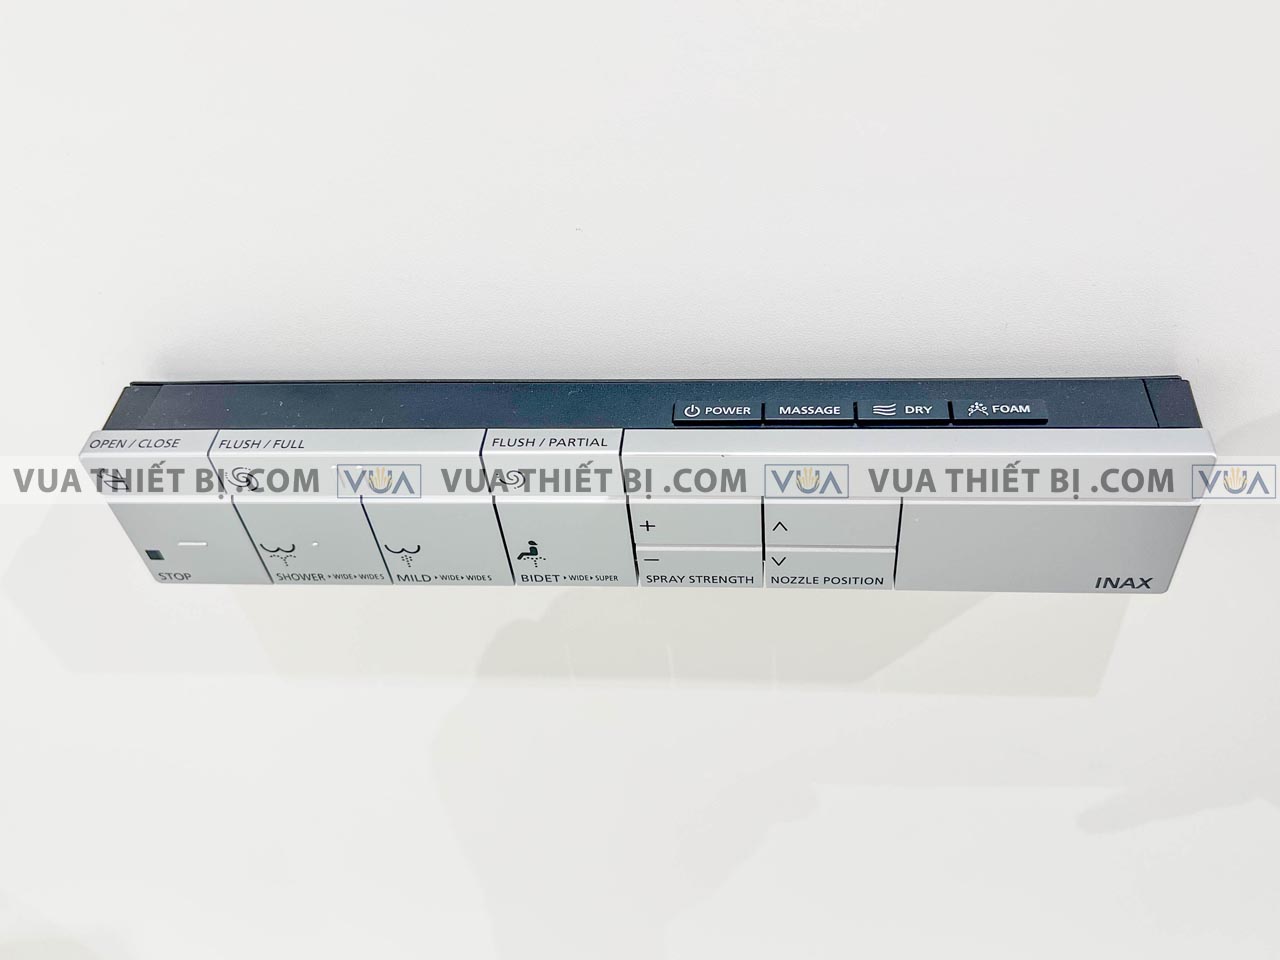 POWER MASSAGE DRY FOAM
OPEN / CLOSE FLUSH / FULL FLUSH / PARTIAL
VUA THIẾT BỊ .COM VUA VUA THIẾT BỊ .COM VUA VUA THIẾT BỊ .COM VUA
+ ∧
− ∨
STOP SHOWER ▸ WIDE ▸ WIDE S MILD ▸ WIDE ▸ WIDE S BIDET ▸ WIDE ▸ SUPER SPRAY STRENGTH NOZZLE POSITION INAX